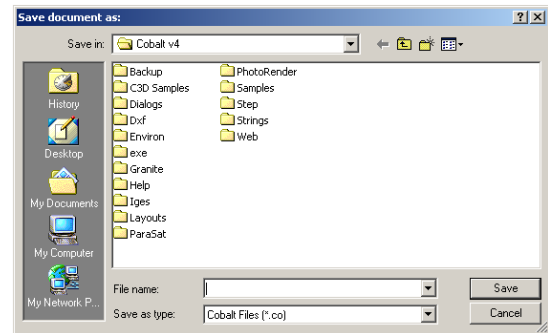 Save document as:
Save in: Cobalt v4
History
Desktop
My Documents
My Computer
My Network P...
Backup
C3D Samples
Dialogs
Dxf
Environ
exe
Granite
Help
Iges
Layouts
ParaSat
PhotoRender
Samples
Step
Strings
Web
File name:
Save
Save as type: Cobalt Files (*.co)
Cancel